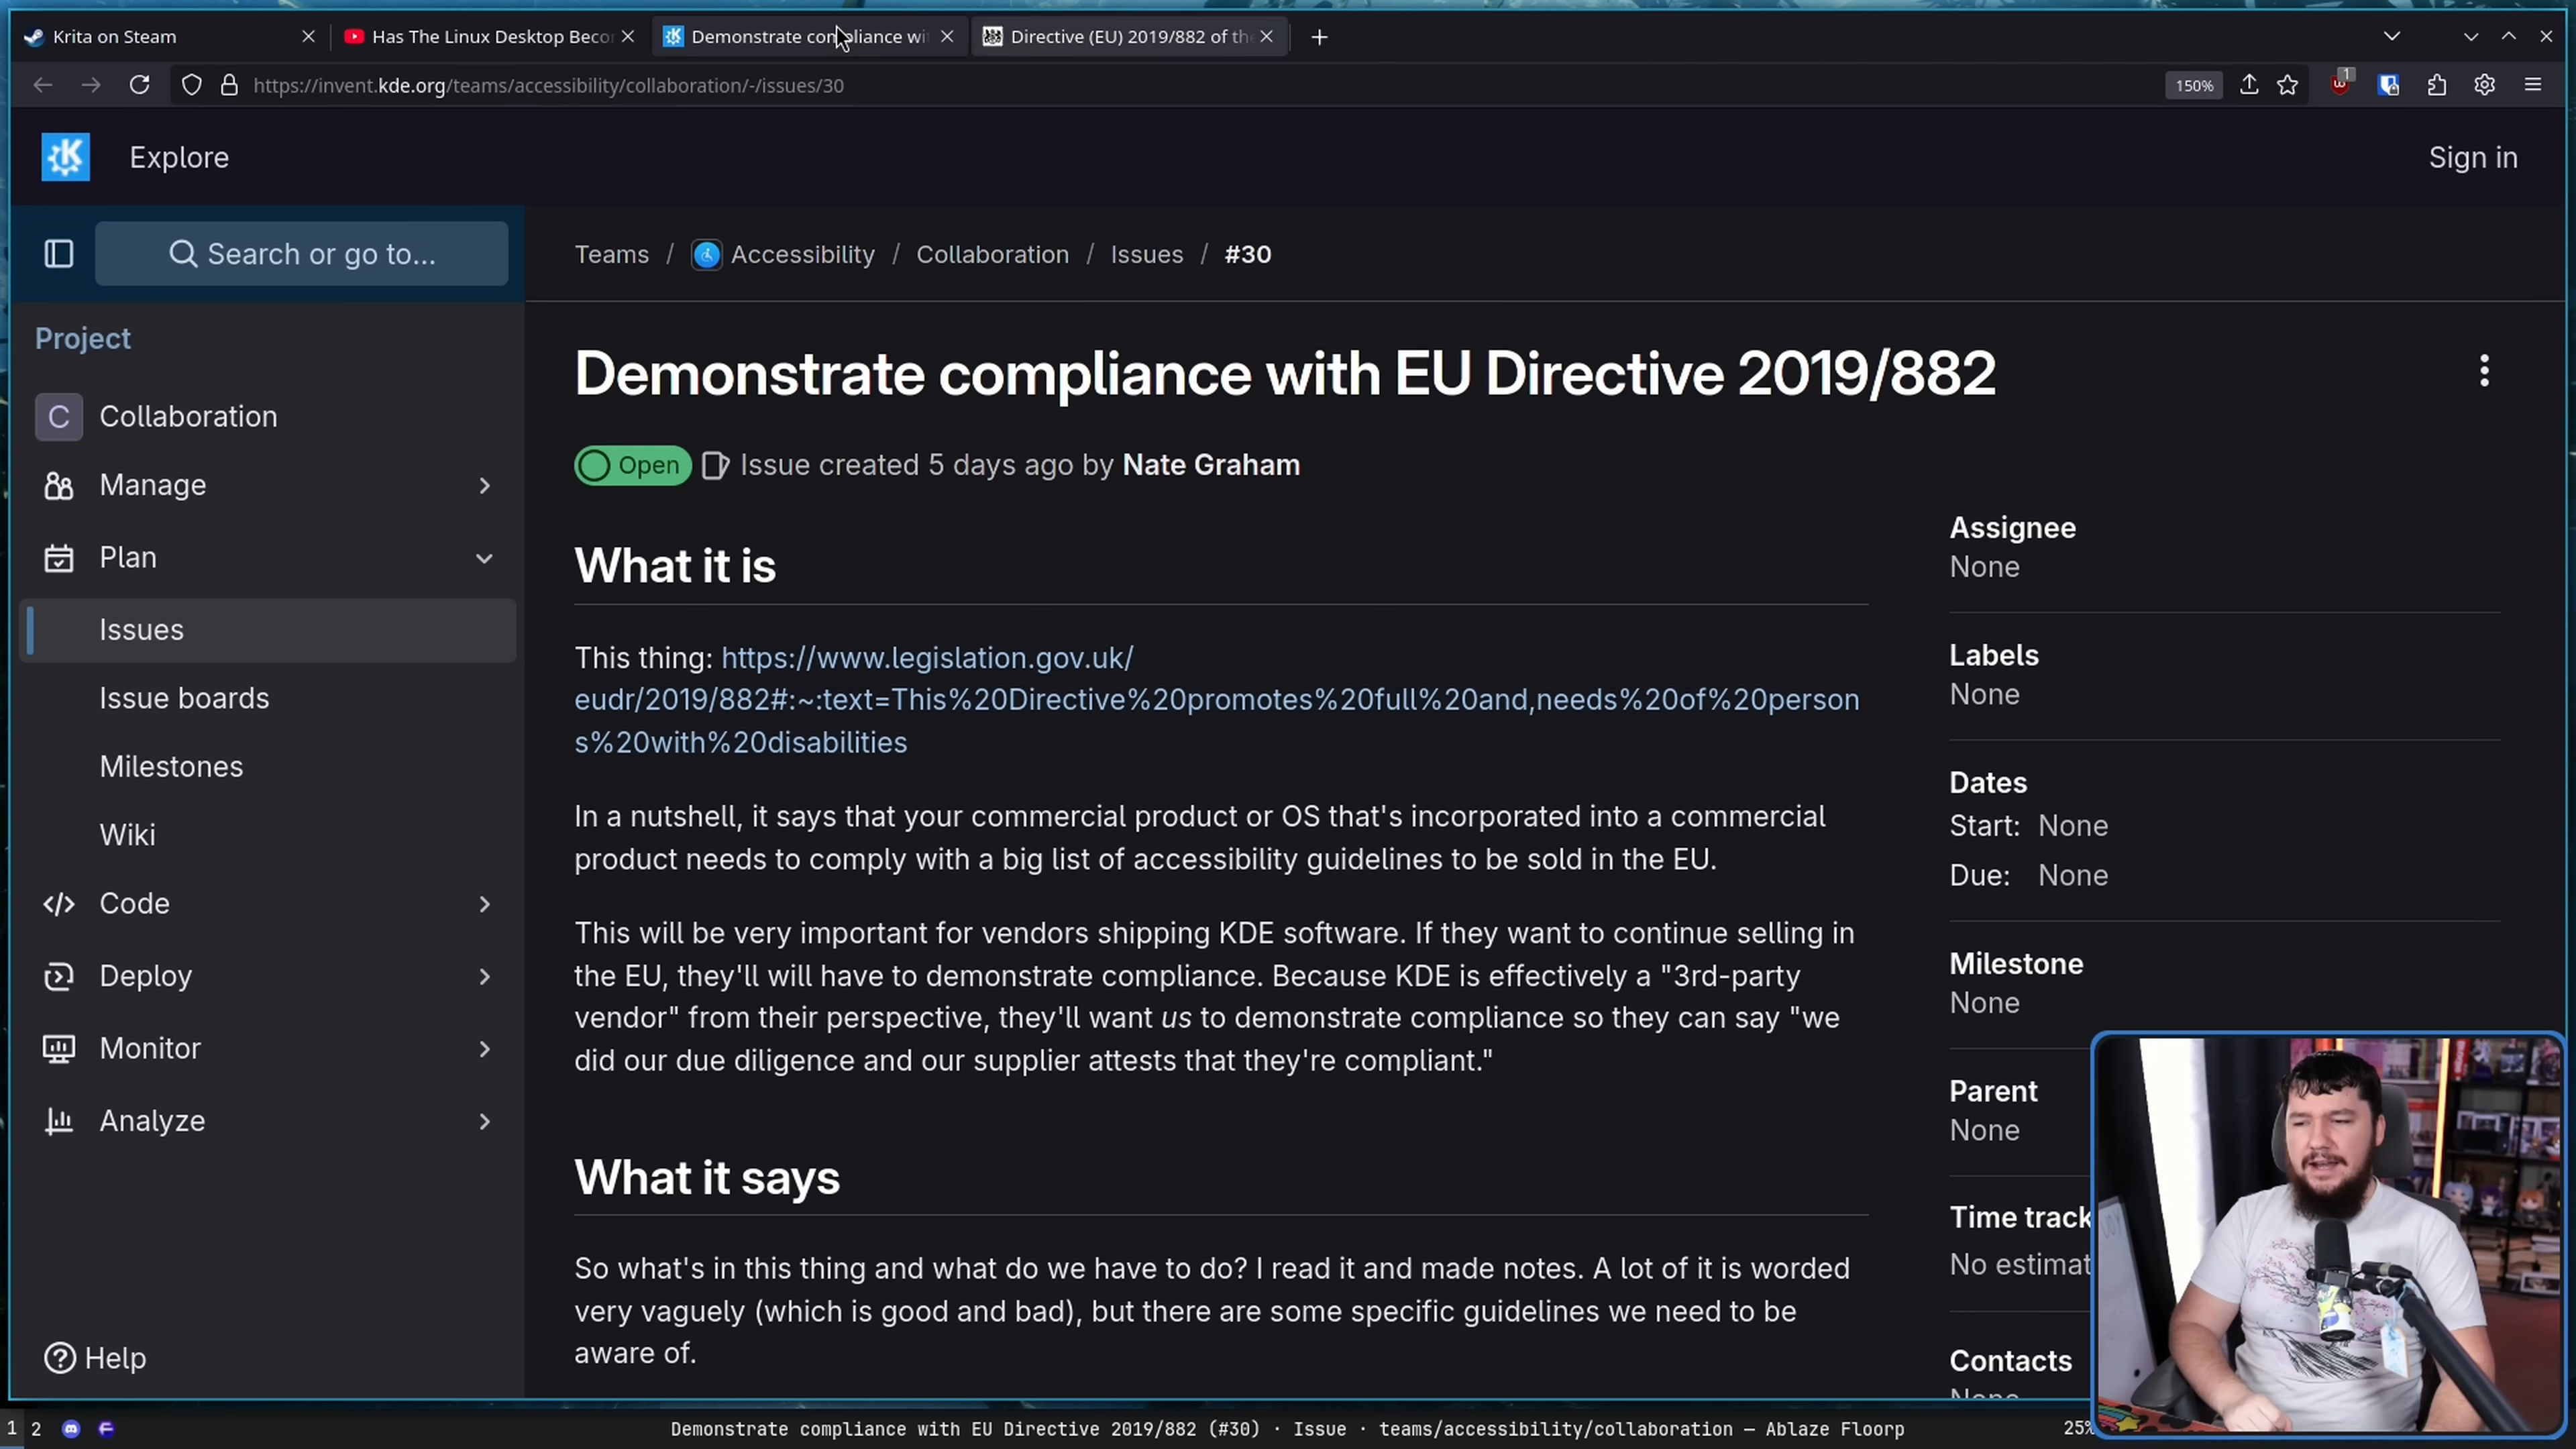 Krita on Steam
Has The Linux Desktop Beco
Demonstrate compliance wi
Directive (EU) 2019/882 of the
https://invent.kde.org/teams/accessibility/collaboration/-/issues/30
150%
1
Explore
Sign in
Search or go to...
Teams / Accessibility / Collaboration / Issues / #30
Project
C Collaboration
Manage
Plan
Issues
Issue boards
Milestones
Wiki
Code
Deploy
Monitor
Analyze
Help
Demonstrate compliance with EU Directive 2019/882
Open Issue created 5 days ago by Nate Graham
What it is
This thing: https://www.legislation.gov.uk/
eudr/2019/882#:~:text=This%20Directive%20promotes%20full%20and,needs%20of%20person
s%20with%20disabilities
In a nutshell, it says that your commercial product or OS that's incorporated into a commercial
product needs to comply with a big list of accessibility guidelines to be sold in the EU.
This will be very important for vendors shipping KDE software. If they want to continue selling in
the EU, they'll will have to demonstrate compliance. Because KDE is effectively a "3rd-party
vendor" from their perspective, they'll want us to demonstrate compliance so they can say "we
did our due diligence and our supplier attests that they're compliant."
What it says
So what's in this thing and what do we have to do? I read it and made notes. A lot of it is worded
very vaguely (which is good and bad), but there are some specific guidelines we need to be
aware of.
Assignee
None
Labels
None
Dates
Start: None
Due: None
Milestone
None
Parent
None
Time track
No estimat
Contacts
None
1 2
Demonstrate compliance with EU Directive 2019/882 (#30) · Issue · teams/accessibility/collaboration — Ablaze Floorp
25%